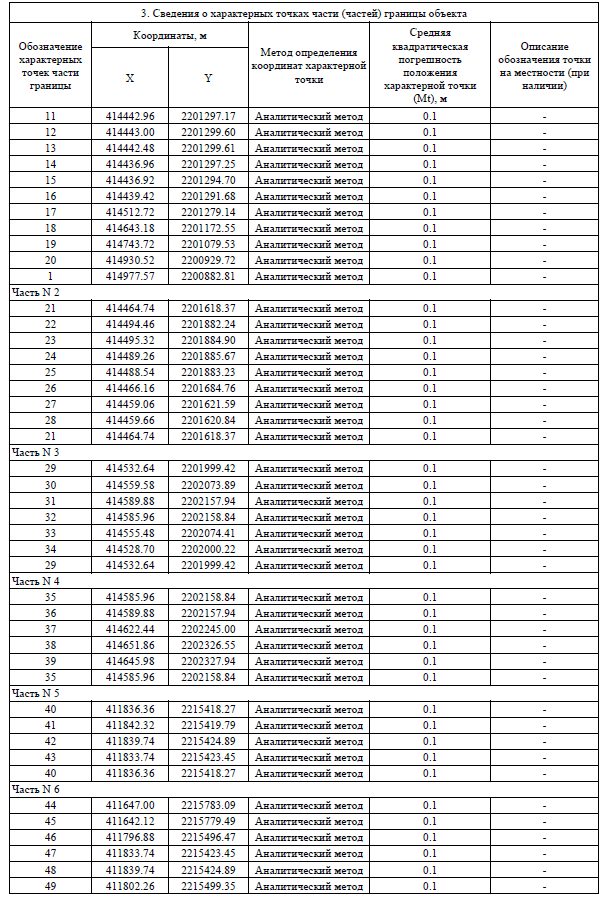 3. Сведения о характерных точках части (частей) границы объекта
Обозначение характерных точек части границы
Координаты, м
Метод определения координат характерной точки
Средняя квадратическая погрешность положения характерной точки (Mt), м
Описание обозначения точки на местности (при наличии)
X Y
11 414442.96 2201297.17 Аналитический метод 0.1 -
12 414443.00 2201299.60 Аналитический метод 0.1 -
13 414442.48 2201299.61 Аналитический метод 0.1 -
14 414436.96 2201297.25 Аналитический метод 0.1 -
15 414436.92 2201294.70 Аналитический метод 0.1 -
16 414439.42 2201291.68 Аналитический метод 0.1 -
17 414512.72 2201279.14 Аналитический метод 0.1 -
18 414643.18 2201172.55 Аналитический метод 0.1 -
19 414743.72 2201079.53 Аналитический метод 0.1 -
20 414930.52 2200929.72 Аналитический метод 0.1 -
1 414977.57 2200882.81 Аналитический метод 0.1 -
Часть N 2
21 414464.74 2201618.37 Аналитический метод 0.1 -
22 414494.46 2201882.24 Аналитический метод 0.1 -
23 414495.32 2201884.90 Аналитический метод 0.1 -
24 414489.26 2201885.67 Аналитический метод 0.1 -
25 414488.54 2201883.23 Аналитический метод 0.1 -
26 414466.16 2201684.76 Аналитический метод 0.1 -
27 414459.06 2201621.59 Аналитический метод 0.1 -
28 414459.66 2201620.84 Аналитический метод 0.1 -
21 414464.74 2201618.37 Аналитический метод 0.1 -
Часть N 3
29 414532.64 2201999.42 Аналитический метод 0.1 -
30 414559.58 2202073.89 Аналитический метод 0.1 -
31 414589.88 2202157.94 Аналитический метод 0.1 -
32 414585.96 2202158.84 Аналитический метод 0.1 -
33 414555.48 2202074.41 Аналитический метод 0.1 -
34 414528.70 2202000.22 Аналитический метод 0.1 -
29 414532.64 2201999.42 Аналитический метод 0.1 -
Часть N 4
35 414585.96 2202158.84 Аналитический метод 0.1 -
36 414589.88 2202157.94 Аналитический метод 0.1 -
37 414622.44 2202245.00 Аналитический метод 0.1 -
38 414651.86 2202326.55 Аналитический метод 0.1 -
39 414645.98 2202327.94 Аналитический метод 0.1 -
35 414585.96 2202158.84 Аналитический метод 0.1 -
Часть N 5
40 411836.36 2215418.27 Аналитический метод 0.1 -
41 411842.32 2215419.79 Аналитический метод 0.1 -
42 411839.74 2215424.89 Аналитический метод 0.1 -
43 411833.74 2215423.45 Аналитический метод 0.1 -
40 411836.36 2215418.27 Аналитический метод 0.1 -
Часть N 6
44 411647.00 2215783.09 Аналитический метод 0.1 -
45 411642.12 2215779.49 Аналитический метод 0.1 -
46 411796.88 2215496.47 Аналитический метод 0.1 -
47 411833.74 2215423.45 Аналитический метод 0.1 -
48 411839.74 2215424.89 Аналитический метод 0.1 -
49 411802.26 2215499.35 Аналитический метод 0.1 -